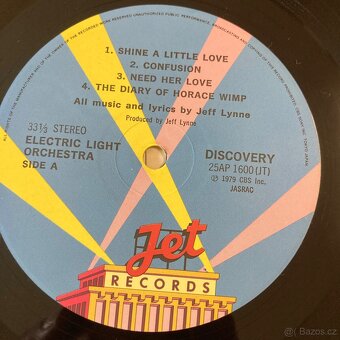 1. SHINE A LITTLE LOVE
2. CONFUSION
3. NEED HER LOVE
4. THE DIARY OF HORACE WIMP
All music and lyrics by Jeff Lynne
Produced by Jeff Lynne
33⅓ STEREO
ELECTRIC LIGHT
ORCHESTRA
SIDE A
DISCOVERY
25AP 1600 (JT)
℗ 1979 CBS Inc.
JASRAC
Jet
RECORDS
Bazos.cz